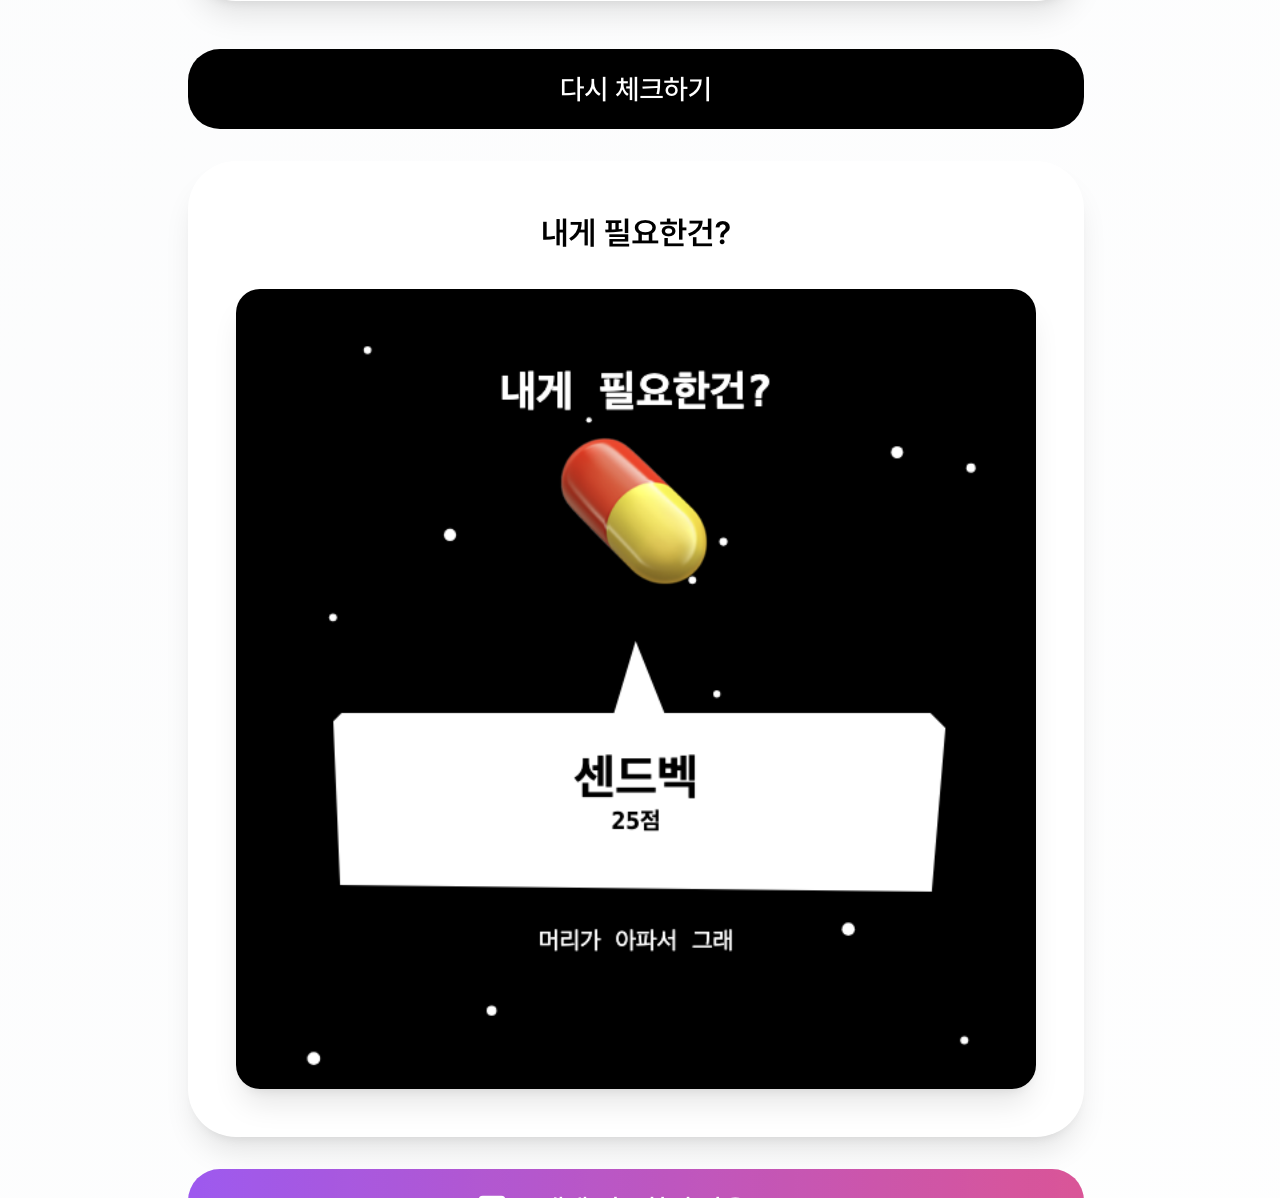 다시 체크하기
내게 필요한건?
내게 필요한건?
센드벡
25점
머리가 아파서 그래